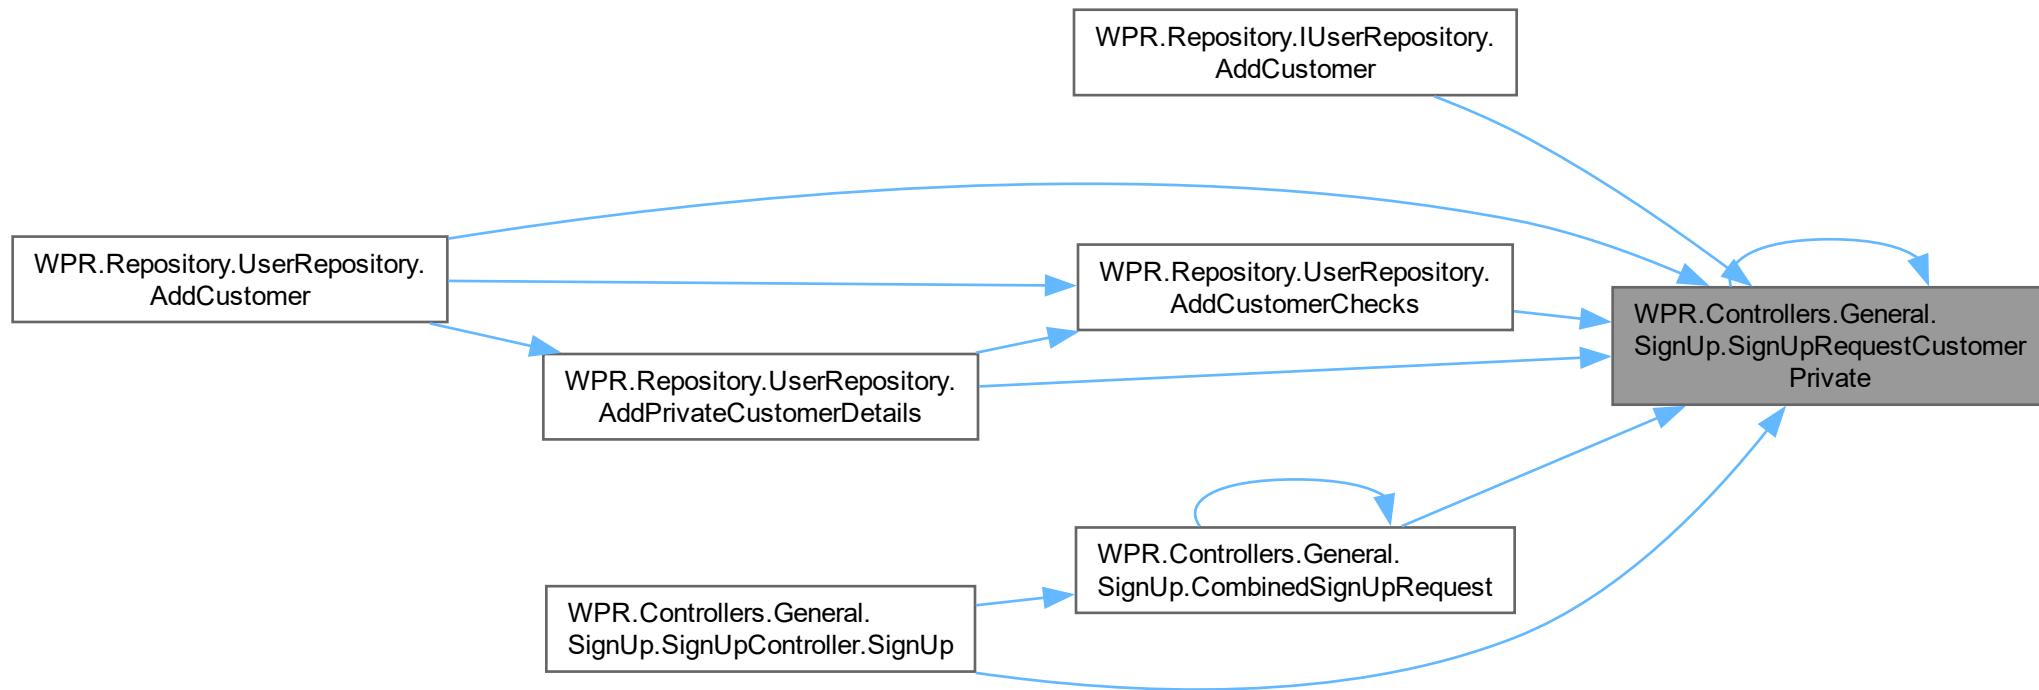 WPR.Repository.IUserRepository.
AddCustomer
WPR.Repository.UserRepository.
AddCustomer
WPR.Repository.UserRepository.
AddCustomerChecks
WPR.Controllers.General.
SignUp.SignUpRequestCustomer
Private
WPR.Repository.UserRepository.
AddPrivateCustomerDetails
WPR.Controllers.General.
SignUp.CombinedSignUpRequest
WPR.Controllers.General.
SignUp.SignUpController.SignUp